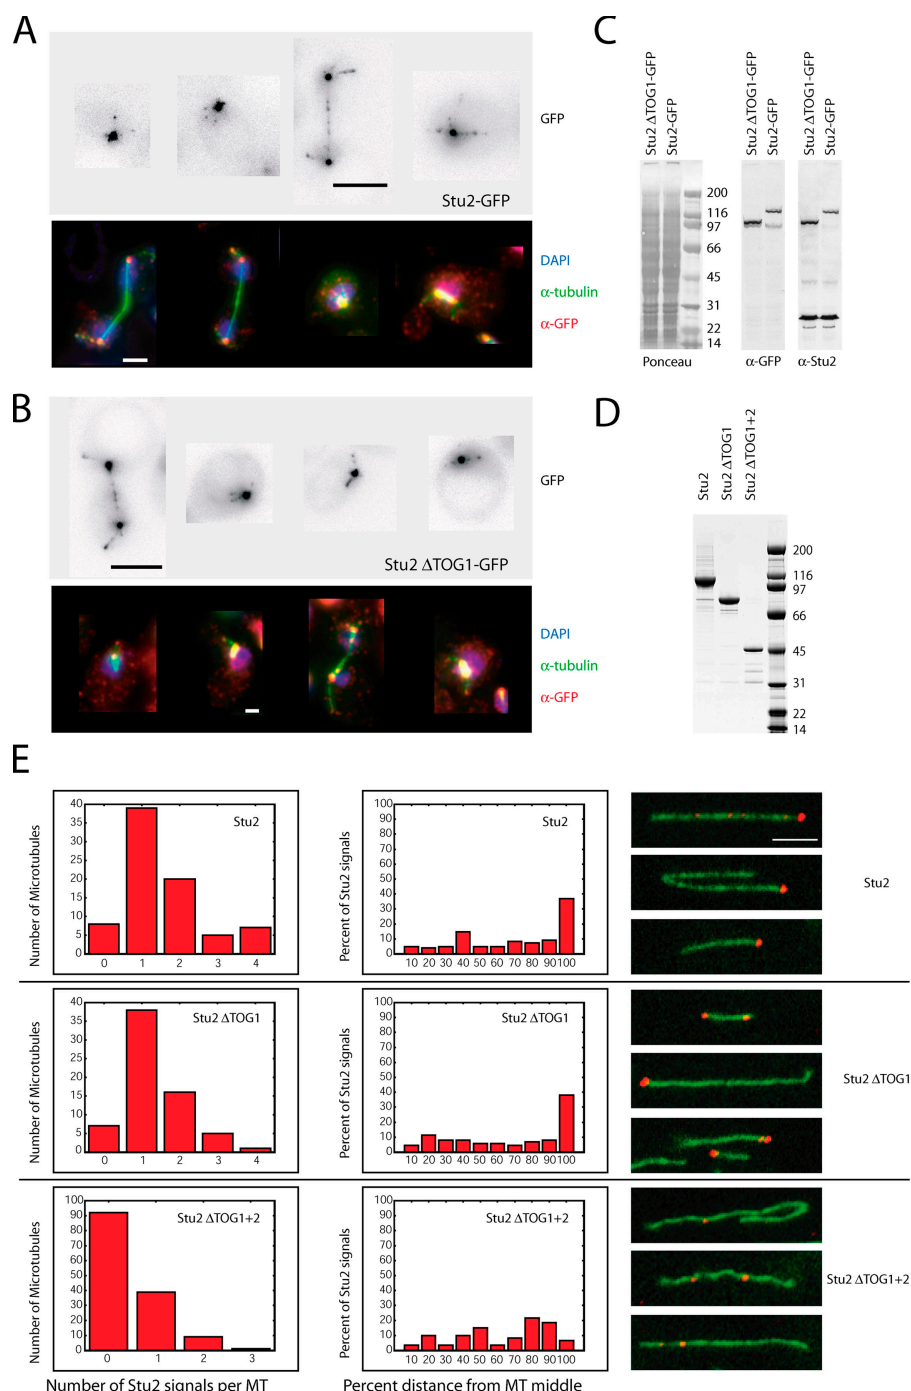 A
GFP
Stu2-GFP
DAPI
α-tubulin
α-GFP
B
GFP
Stu2 ΔTOG1-GFP
DAPI
α-tubulin
α-GFP
C
Stu2 ΔTOG1-GFP
Stu2-GFP
Stu2 ΔTOG1-GFP
Stu2-GFP
Stu2 ΔTOG1-GFP
Stu2-GFP
200
116
97
66
45
31
22
14
Ponceau
α-GFP
α-Stu2
D
Stu2
Stu2 ΔTOG1
Stu2 ΔTOG1+2
200
116
97
66
45
31
22
14
E
Number of Microtubules
40
35
30
25
20
15
10
5
0
Stu2
0 1 2 3 4
Percent of Stu2 signals
100
90
80
70
60
50
40
30
20
10
0
Stu2
10 20 30 40 50 60 70 80 90 100
Stu2
Number of Microtubules
40
35
30
25
20
15
10
5
0
Stu2 ΔTOG1
0 1 2 3 4
Percent of Stu2 signals
100
90
80
70
60
50
40
30
20
10
0
Stu2 ΔTOG1
10 20 30 40 50 60 70 80 90 100
Stu2 ΔTOG1
Number of Microtubules
100
90
80
70
60
50
40
30
20
10
0
Stu2 ΔTOG1+2
0 1 2 3
Number of Stu2 signals per MT
Percent of Stu2 signals
100
90
80
70
60
50
40
30
20
10
0
Stu2 ΔTOG1+2
10 20 30 40 50 60 70 80 90 100
Percent distance from MT middle
Stu2 ΔTOG1+2